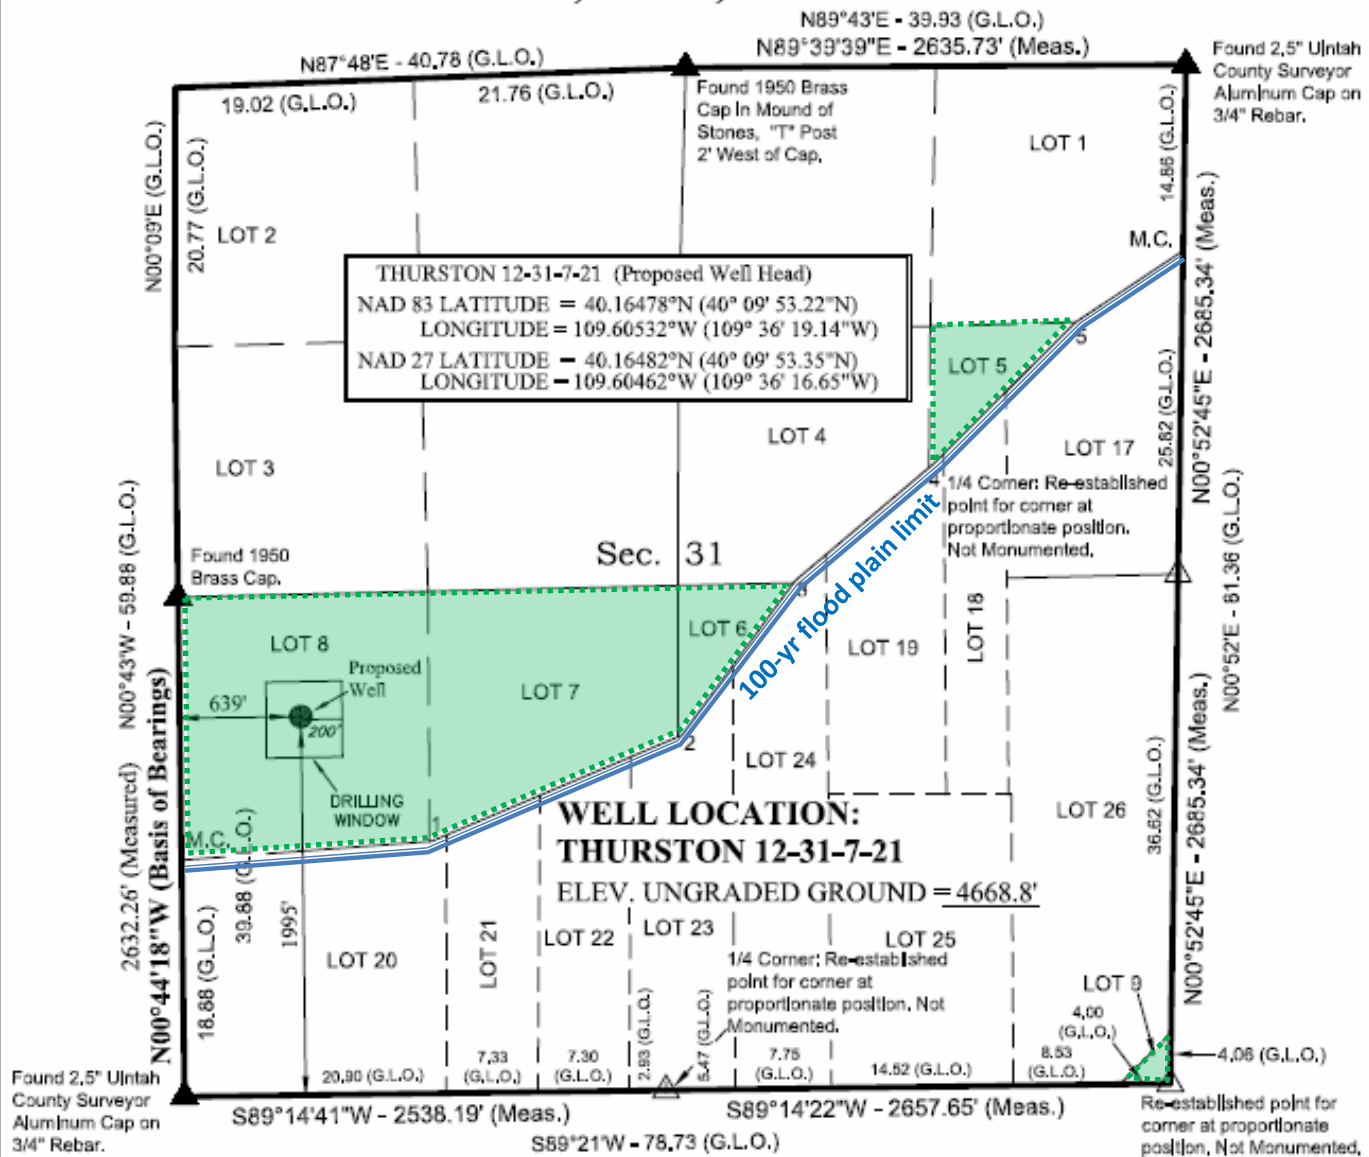 N89°43'E - 39.93 (G.L.O.)
N89°39'39"E - 2635.73' (Meas.)
N87°48'E - 40.78 (G.L.O.)
19.02 (G.L.O.)
21.76 (G.L.O.)
Found 2.5" Uintah
County Surveyor
Aluminum Cap on
3/4" Rebar.
Found 1950 Brass
Cap in Mound of
Stones, "T" Post
2' West of Cap.
LOT 1
14.86 (G.L.O.)
N00°09'E (G.L.O.)
20.77 (G.L.O.)
LOT 2
M.C.
N00°52'45"E - 2685.34' (Meas.)
THURSTON 12-31-7-21 (Proposed Well Head)
NAD 83 LATITUDE = 40.16478°N (40° 09' 53.22"N)
LONGITUDE = 109.60532°W (109° 36' 19.14"W)
NAD 27 LATITUDE = 40.16482°N (40° 09' 53.35"N)
LONGITUDE = 109.60462°W (109° 36' 16.65"W)
5
LOT 5
LOT 4
LOT 3
LOT 17
25.82 (G.L.O.)
4
1/4 Corner: Re-established
point for corner at
proportionate position.
Not Monumented.
100-yr flood plain limit
N00°52'E - 81.36 (G.L.O.)
N00°43'W - 59.88 (G.L.O.)
Found 1950
Brass Cap.
Sec. 31
3
LOT 8
LOT 6
LOT 19
LOT 18
Proposed
Well
LOT 7
639'
200'
2
LOT 24
DRILLING
WINDOW
1
M.C.
WELL LOCATION:
THURSTON 12-31-7-21
ELEV. UNGRADED GROUND = 4668.8'
LOT 26
36.62 (G.L.O.)
N00°52'45"E - 2685.34' (Meas.)
2632.26' (Measured)
N00°44'18"W (Basis of Bearings)
18.88 (G.L.O.)
39.88 (G.L.O.)
1995'
LOT 20
LOT 21
LOT 22
LOT 23
LOT 25
1/4 Corner: Re-established
point for corner at
proportionate position. Not
Monumented.
LOT 9
4.00
(G.L.O.)
4.06 (G.L.O.)
20.90 (G.L.O.)
7.33
(G.L.O.)
7.30
(G.L.O.)
2.93 (G.L.O.)
5.47 (G.L.O.)
7.75
(G.L.O.)
14.52 (G.L.O.)
8.53
(G.L.O.)
Found 2.5" Uintah
County Surveyor
Aluminum Cap on
3/4" Rebar.
S89°14'41"W - 2538.19' (Meas.)
S89°14'22"W - 2657.65' (Meas.)
S89°21'W - 78.73 (G.L.O.)
Re-established point for
corner at proportionate
position. Not Monumented.